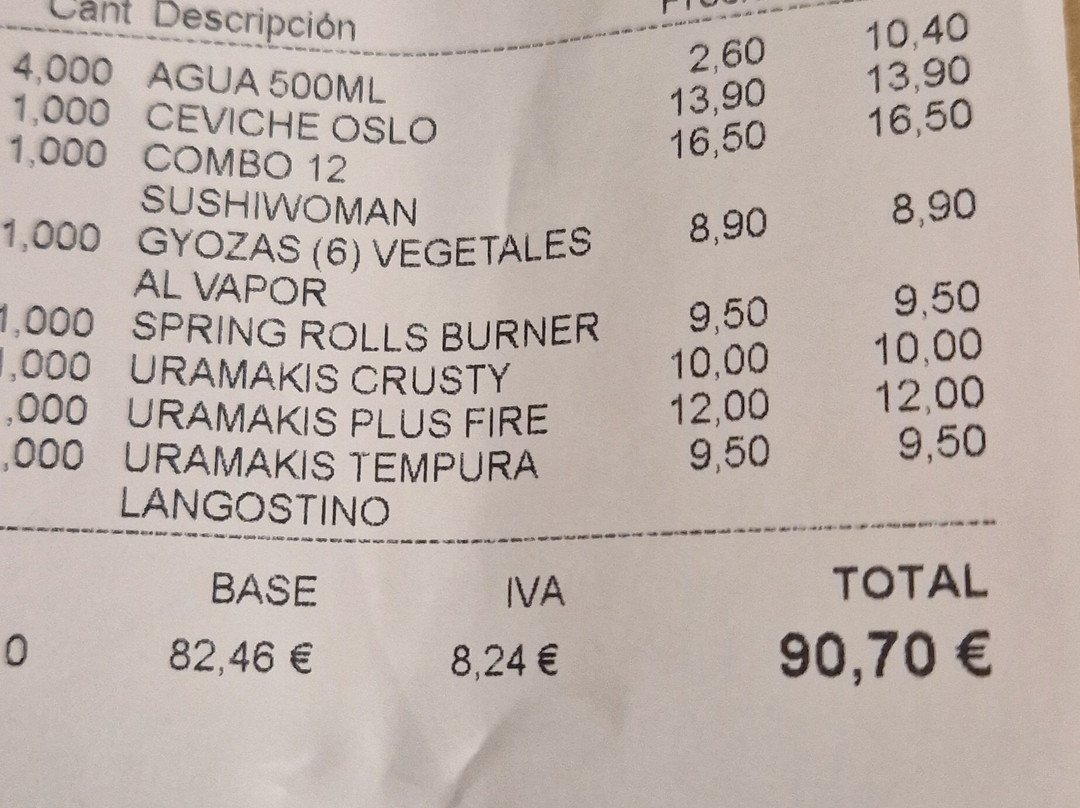 Cant Descripción
4,000 AGUA 500ML 2,60 10,40
1,000 CEVICHE OSLO 13,90 13,90
1,000 COMBO 12 16,50 16,50
SUSHIWOMAN
1,000 GYOZAS (6) VEGETALES 8,90 8,90
AL VAPOR
1,000 SPRING ROLLS BURNER 9,50 9,50
1,000 URAMAKIS CRUSTY 10,00 10,00
,000 URAMAKIS PLUS FIRE 12,00 12,00
,000 URAMAKIS TEMPURA 9,50 9,50
LANGOSTINO
BASE IVA TOTAL
0 82,46 € 8,24 € 90,70 €